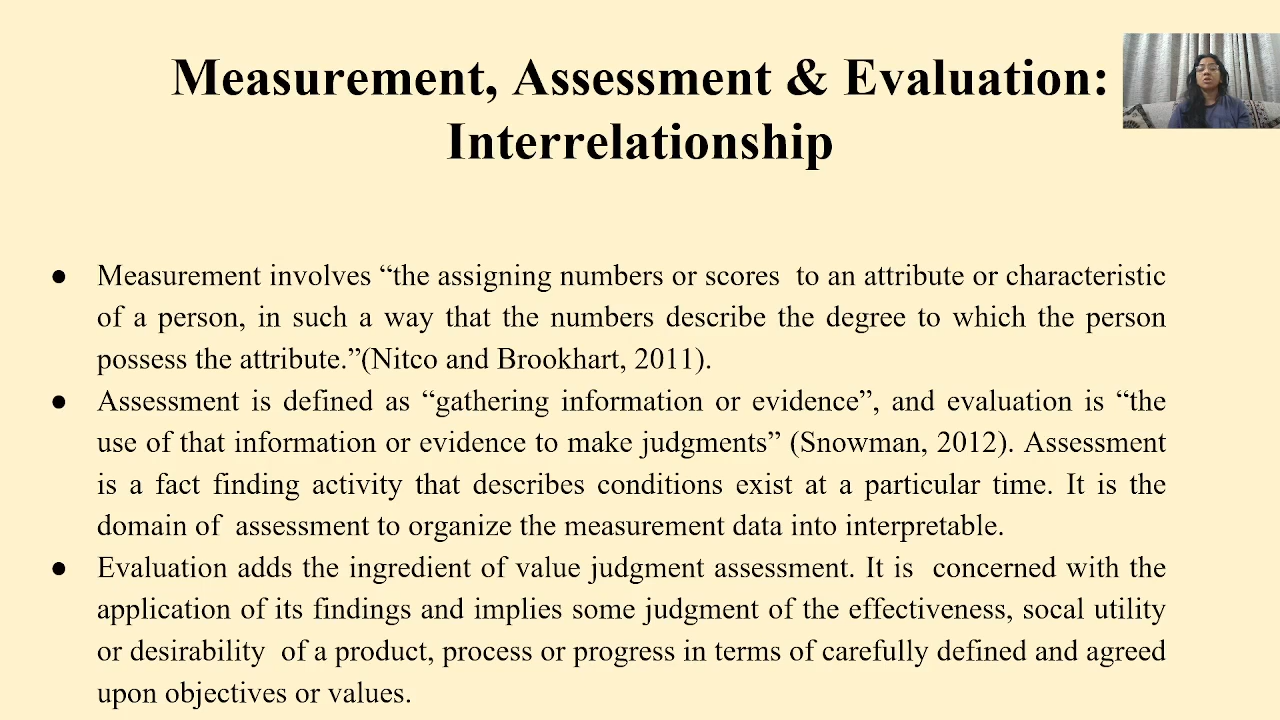 Measurement, Assessment & Evaluation:
Interrelationship
● Measurement involves “the assigning numbers or scores to an attribute or characteristic
of a person, in such a way that the numbers describe the degree to which the person
possess the attribute.”(Nitco and Brookhart, 2011).
● Assessment is defined as “gathering information or evidence”, and evaluation is “the
use of that information or evidence to make judgments” (Snowman, 2012). Assessment
is a fact finding activity that describes conditions exist at a particular time. It is the
domain of assessment to organize the measurement data into interpretable.
● Evaluation adds the ingredient of value judgment assessment. It is concerned with the
application of its findings and implies some judgment of the effectiveness, socal utility
or desirability of a product, process or progress in terms of carefully defined and agreed
upon objectives or values.